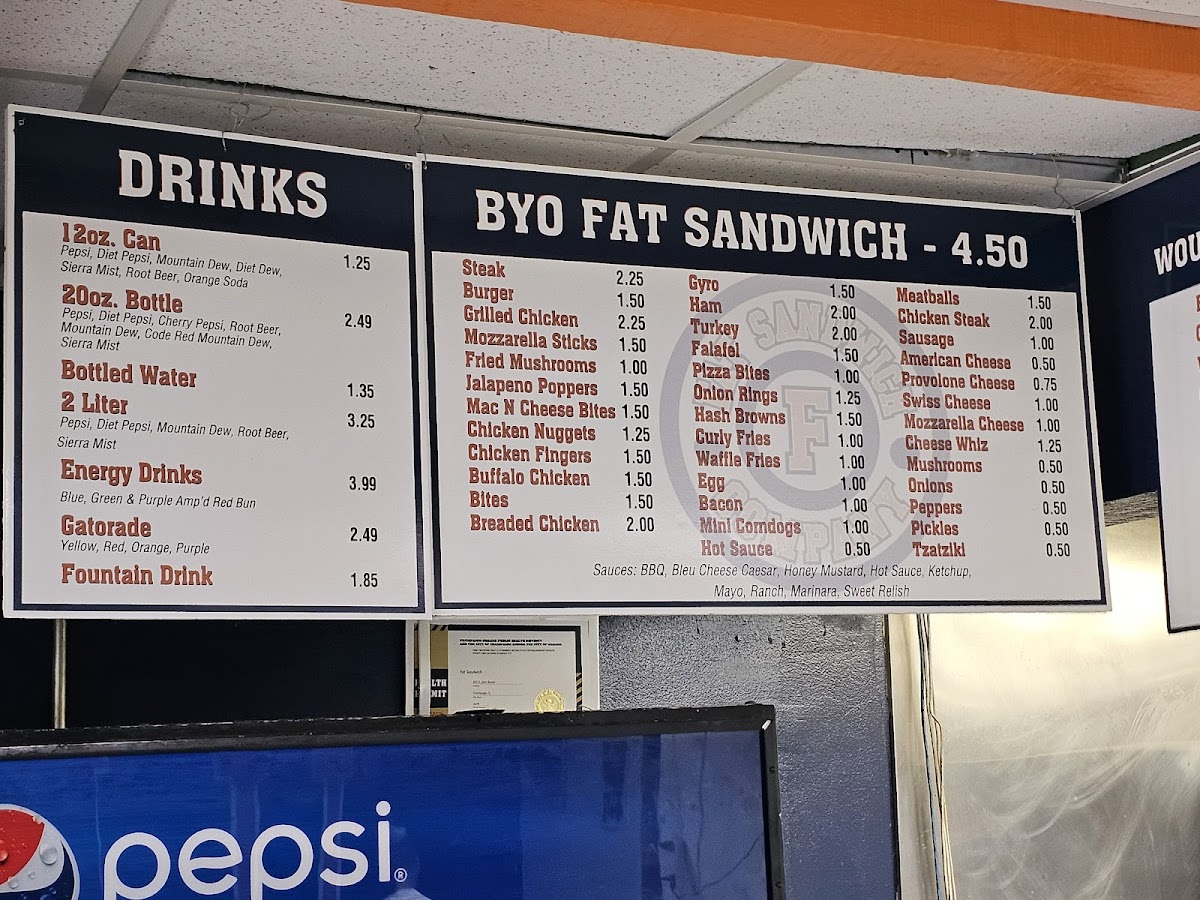 DRINKS
12oz. Can 1.25
Pepsi, Diet Pepsi, Mountain Dew, Diet Dew,
Sierra Mist, Root Beer, Orange Soda
20oz. Bottle 2.49
Pepsi, Diet Pepsi, Cherry Pepsi, Root Beer,
Mountain Dew, Code Red Mountain Dew,
Sierra Mist
Bottled Water 1.35
2 Liter 3.25
Pepsi, Diet Pepsi, Mountain Dew, Root Beer,
Sierra Mist
Energy Drinks 3.99
Blue, Green & Purple Amp'd Red Bun
Gatorade 2.49
Yellow, Red, Orange, Purple
Fountain Drink 1.85
BYO FAT SANDWICH - 4.50
Steak 2.25
Burger 1.50
Grilled Chicken 2.25
Mozzarella Sticks 1.50
Fried Mushrooms 1.00
Jalapeno Poppers 1.50
Mac N Cheese Bites 1.50
Chicken Nuggets 1.25
Chicken Fingers 1.50
Buffalo Chicken 1.50
Bites 1.50
Breaded Chicken 2.00
Gyro 1.50
Ham 2.00
Turkey 2.00
Falafel 1.50
Pizza Bites 1.00
Onion Rings 1.25
Hash Browns 1.50
Curly Fries 1.00
Waffle Fries 1.00
Egg 1.00
Bacon 1.00
Mini Corndogs 1.00
Hot Sauce 0.50
Meatballs 1.50
Chicken Steak 2.00
Sausage 1.00
American Cheese 0.50
Provolone Cheese 0.75
Swiss Cheese 1.00
Mozzarella Cheese 1.00
Cheese Whiz 1.25
Mushrooms 0.50
Onions 0.50
Peppers 0.50
Pickles 0.50
Tzatziki 0.50
Sauces: BBQ, Bleu Cheese Caesar, Honey Mustard, Hot Sauce, Ketchup,
Mayo, Ranch, Marinara, Sweet Relish
SANDWICH
F
COMPANY
WOU
Fat Sandwich
pepsi®